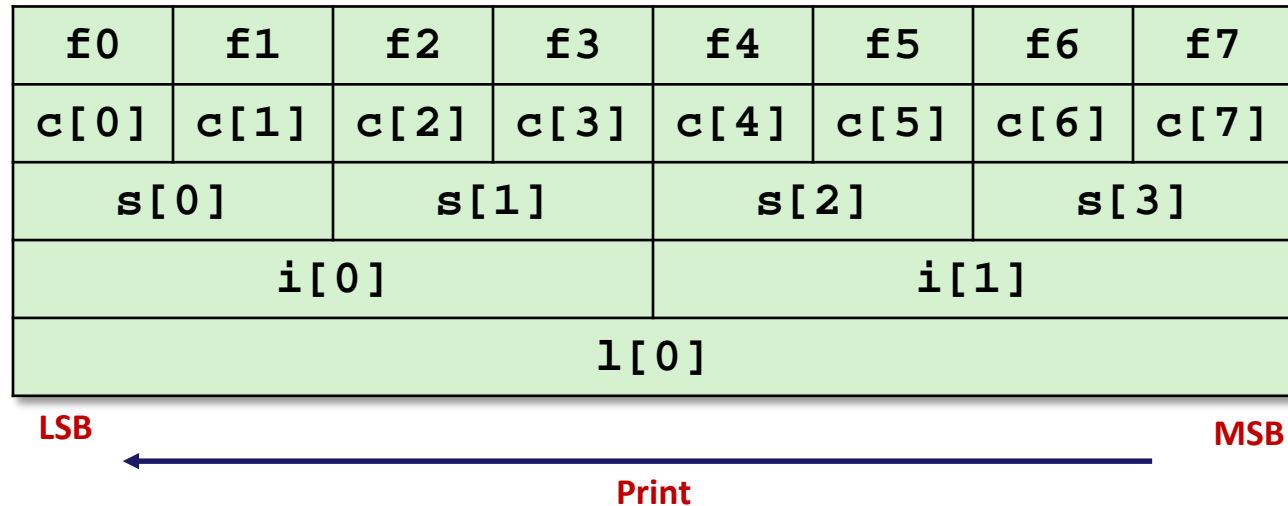 f0 f1 f2 f3 f4 f5 f6 f7
c[0] c[1] c[2] c[3] c[4] c[5] c[6] c[7]
s[0] s[1] s[2] s[3]
i[0] i[1]
l[0]
LSB MSB
Print